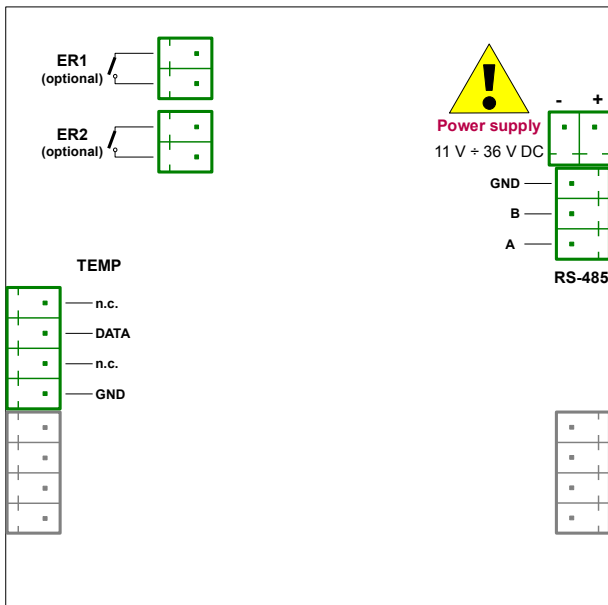 ER1
(optional)
ER2
(optional)
- +
Power supply
11 V ÷ 36 V DC
GND
B
A
RS-485
TEMP
n.c.
DATA
n.c.
GND